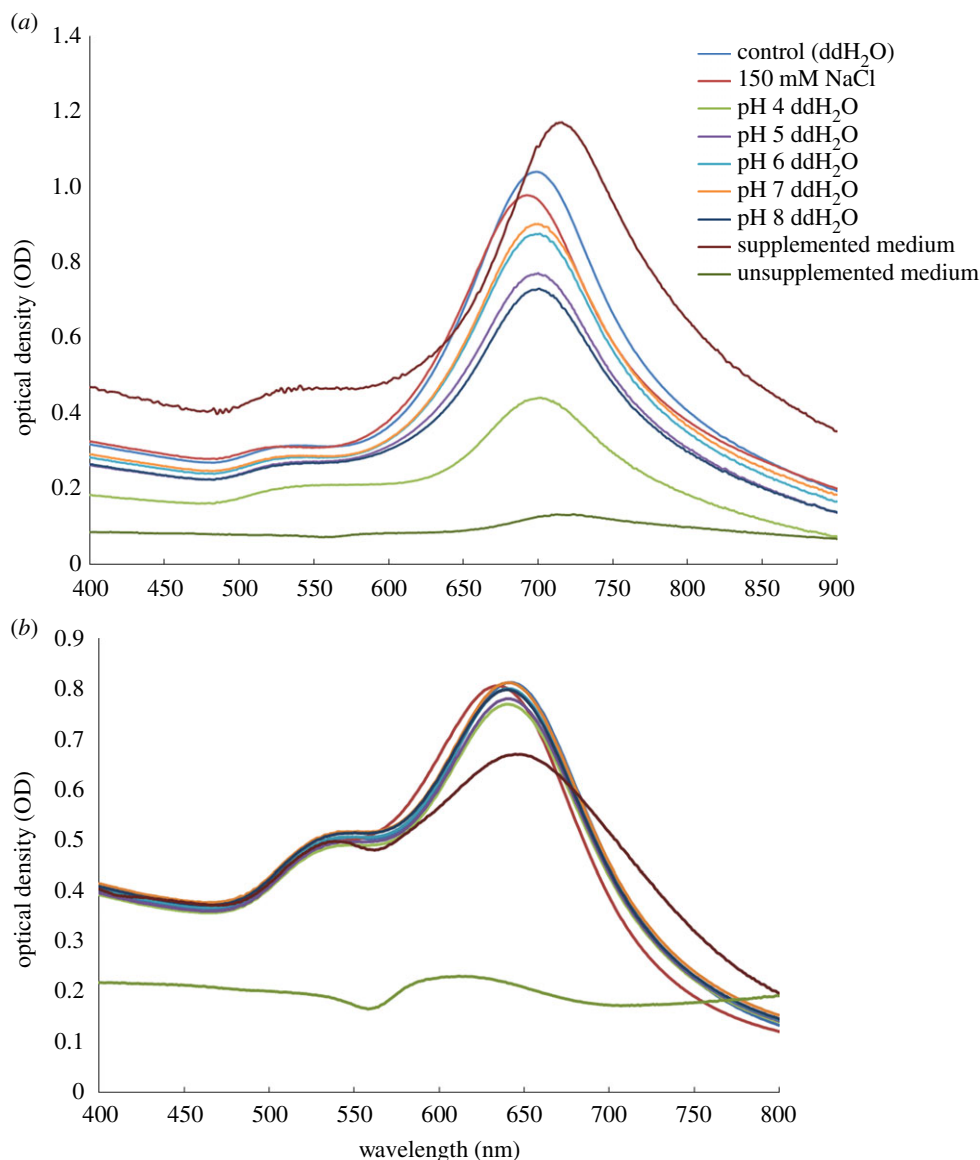 (a)
1.4
1.2
1.0
0.8
0.6
0.4
0.2
0
optical density (OD)
400 450 500 550 600 650 700 750 800 850 900
control (ddH₂O)
150 mM NaCl
pH 4 ddH₂O
pH 5 ddH₂O
pH 6 ddH₂O
pH 7 ddH₂O
pH 8 ddH₂O
supplemented medium
unsupplemented medium
(b)
0.9
0.8
0.7
0.6
0.5
0.4
0.3
0.2
0.1
0
optical density (OD)
400 450 500 550 600 650 700 750 800
wavelength (nm)